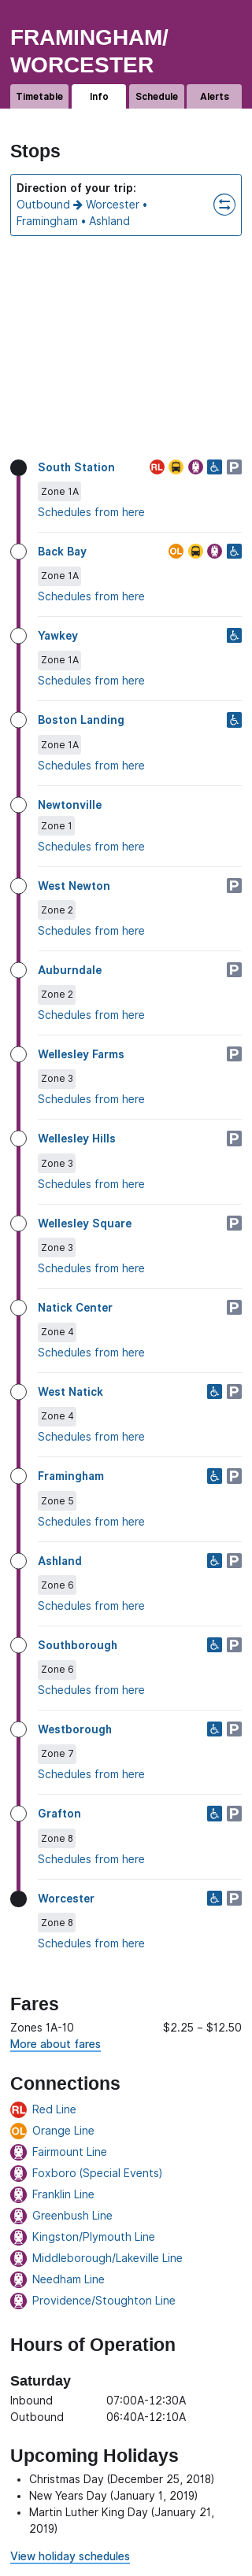 FRAMINGHAM/
WORCESTER
Timetable Info Schedule Alerts
Stops
Direction of your trip:
Outbound → Worcester •
Framingham • Ashland
South Station RL P
Zone 1A
Schedules from here
Back Bay OL
Zone 1A
Schedules from here
Yawkey
Zone 1A
Schedules from here
Boston Landing
Zone 1A
Schedules from here
Newtonville
Zone 1
Schedules from here
West Newton P
Zone 2
Schedules from here
Auburndale P
Zone 2
Schedules from here
Wellesley Farms P
Zone 3
Schedules from here
Wellesley Hills P
Zone 3
Schedules from here
Wellesley Square P
Zone 3
Schedules from here
Natick Center P
Zone 4
Schedules from here
West Natick P
Zone 4
Schedules from here
Framingham P
Zone 5
Schedules from here
Ashland P
Zone 6
Schedules from here
Southborough P
Zone 6
Schedules from here
Westborough P
Zone 7
Schedules from here
Grafton P
Zone 8
Schedules from here
Worcester P
Zone 8
Schedules from here
Fares
Zones 1A-10 $2.25 – $12.50
More about fares
Connections
RL Red Line
OL Orange Line
Fairmount Line
Foxboro (Special Events)
Franklin Line
Greenbush Line
Kingston/Plymouth Line
Middleborough/Lakeville Line
Needham Line
Providence/Stoughton Line
Hours of Operation
Saturday
Inbound 07:00A-12:30A
Outbound 06:40A-12:10A
Upcoming Holidays
• Christmas Day (December 25, 2018)
• New Years Day (January 1, 2019)
• Martin Luther King Day (January 21,
2019)
View holiday schedules